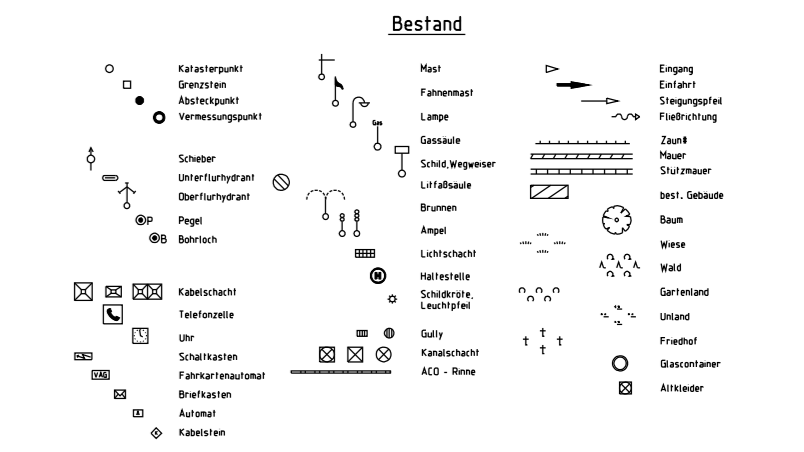 Bestand
Katasterpunkt
Grenzstein
Absteckpunkt
Vermessungspunkt
Schieber
Unterflurhydrant
Oberflurhydrant
P Pegel
B Bohrloch
Kabelschacht
Telefonzelle
Uhr
Schaltkasten
VAG Fahrkartenautomat
Briefkasten
A Automat
K Kabelstein
Mast
Fahnenmast
Lampe
Gas
Gassäule
Schild,Wegweiser
Litfaßsäule
Brunnen
Ampel
Lichtschacht
H Haltestelle
Schildkröte,
Leuchtpfeil
Gully
Kanalschacht
ACO - Rinne
Eingang
Einfahrt
Steigungspfeil
Fließrichtung
Zaun#
Mauer
Stützmauer
best. Gebäude
Baum
Wiese
Wald
Gartenland
Unland
Friedhof
Glascontainer
Altkleider